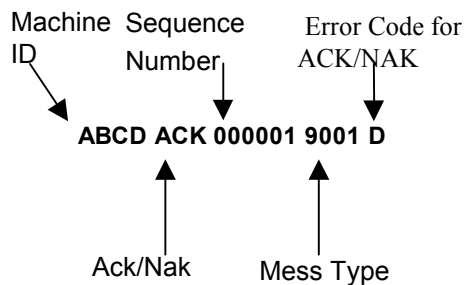 Machine ID
Sequence Number
Error Code for ACK/NAK
ABCD ACK 000001 9001 D
Ack/Nak
Mess Type